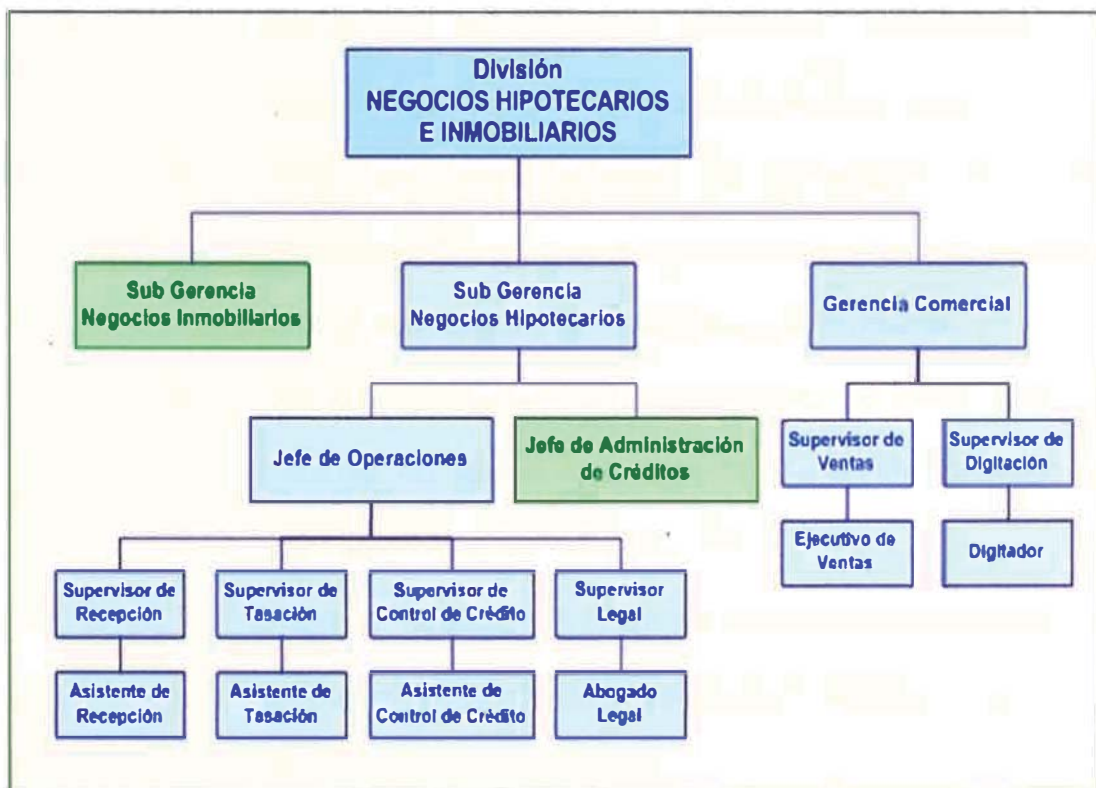 División
NEGOCIOS HIPOTECARIOS
E INMOBILIARIOS
Sub Gerencia
Negocios Inmobiliarios
Sub Gerencia
Negocios Hipotecarios
Gerencia Comercial
Jefe de Operaciones
Jefe de Administración
de Créditos
Supervisor de
Ventas
Supervisor de
Digitación
Ejecutivo de
Ventas
Digitador
Supervisor de
Recepción
Supervisor de
Tasación
Supervisor de
Control de Crédito
Supervisor
Legal
Asistente de
Recepción
Asistente de
Tasación
Asistente de
Control de Crédito
Abogado
Legal